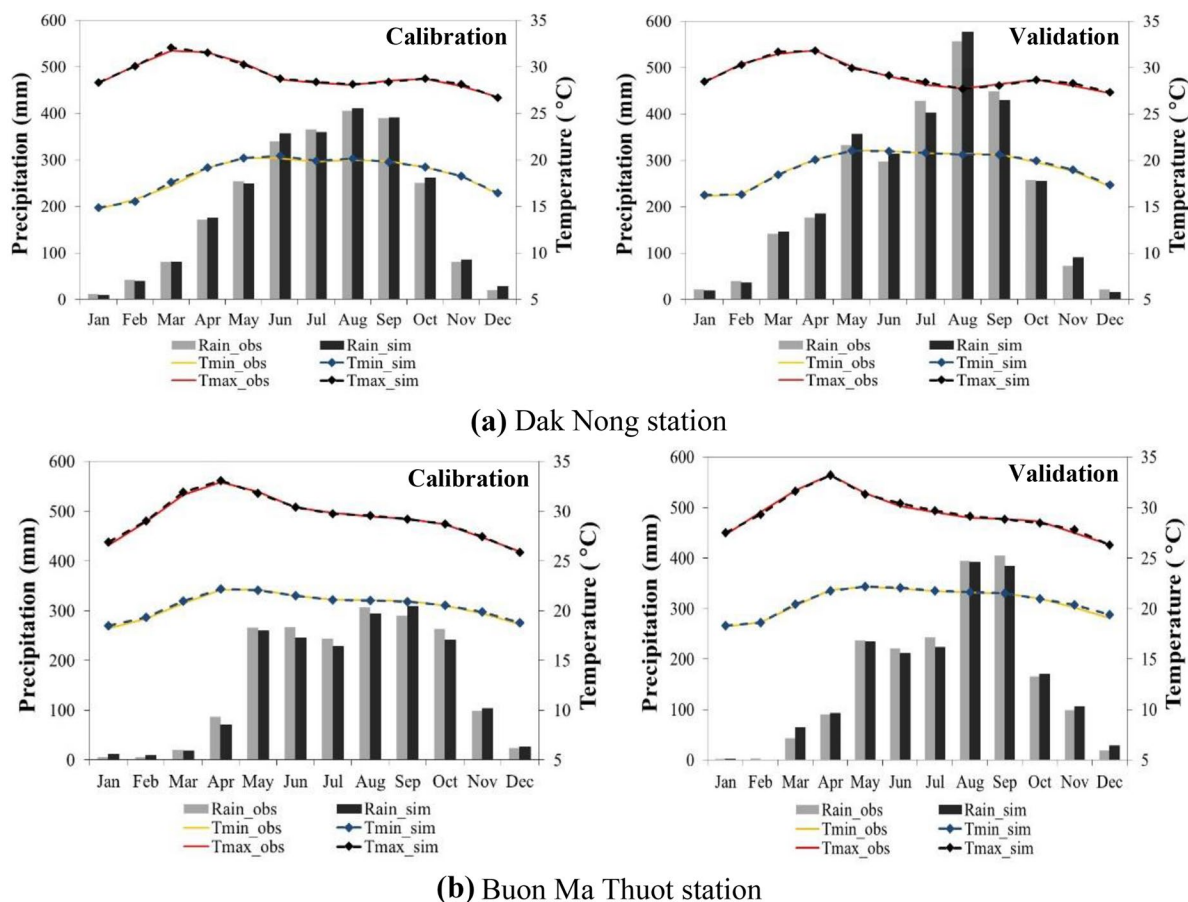 Calibration
Precipitation (mm)
600
500
400
300
200
100
0
35
30
25
20
15
10
5
Temperature ( °C)
Jan Feb Mar Apr May Jun Jul Aug Sep Oct Nov Dec
Rain_obs Rain_sim
Tmin_obs Tmin_sim
Tmax_obs Tmax_sim
Validation
Precipitation (mm)
600
500
400
300
200
100
0
35
30
25
20
15
10
5
Temperature ( °C)
Jan Feb Mar Apr May Jun Jul Aug Sep Oct Nov Dec
Rain_obs Rain_sim
Tmin_obs Tmin_sim
Tmax_obs Tmax_sim
(a) Dak Nong station
Calibration
Precipitation (mm)
600
500
400
300
200
100
0
35
30
25
20
15
10
5
Temperature ( °C)
Jan Feb Mar Apr May Jun Jul Aug Sep Oct Nov Dec
Rain_obs Rain_sim
Tmin_obs Tmin_sim
Tmax_obs Tmax_sim
Validation
Precipitation (mm)
600
500
400
300
200
100
0
35
30
25
20
15
10
5
Temperature ( °C)
Jan Feb Mar Apr May Jun Jul Aug Sep Oct Nov Dec
Rain_obs Rain_sim
Tmin_obs Tmin_sim
Tmax_obs Tmax_sim
(b) Buon Ma Thuot station